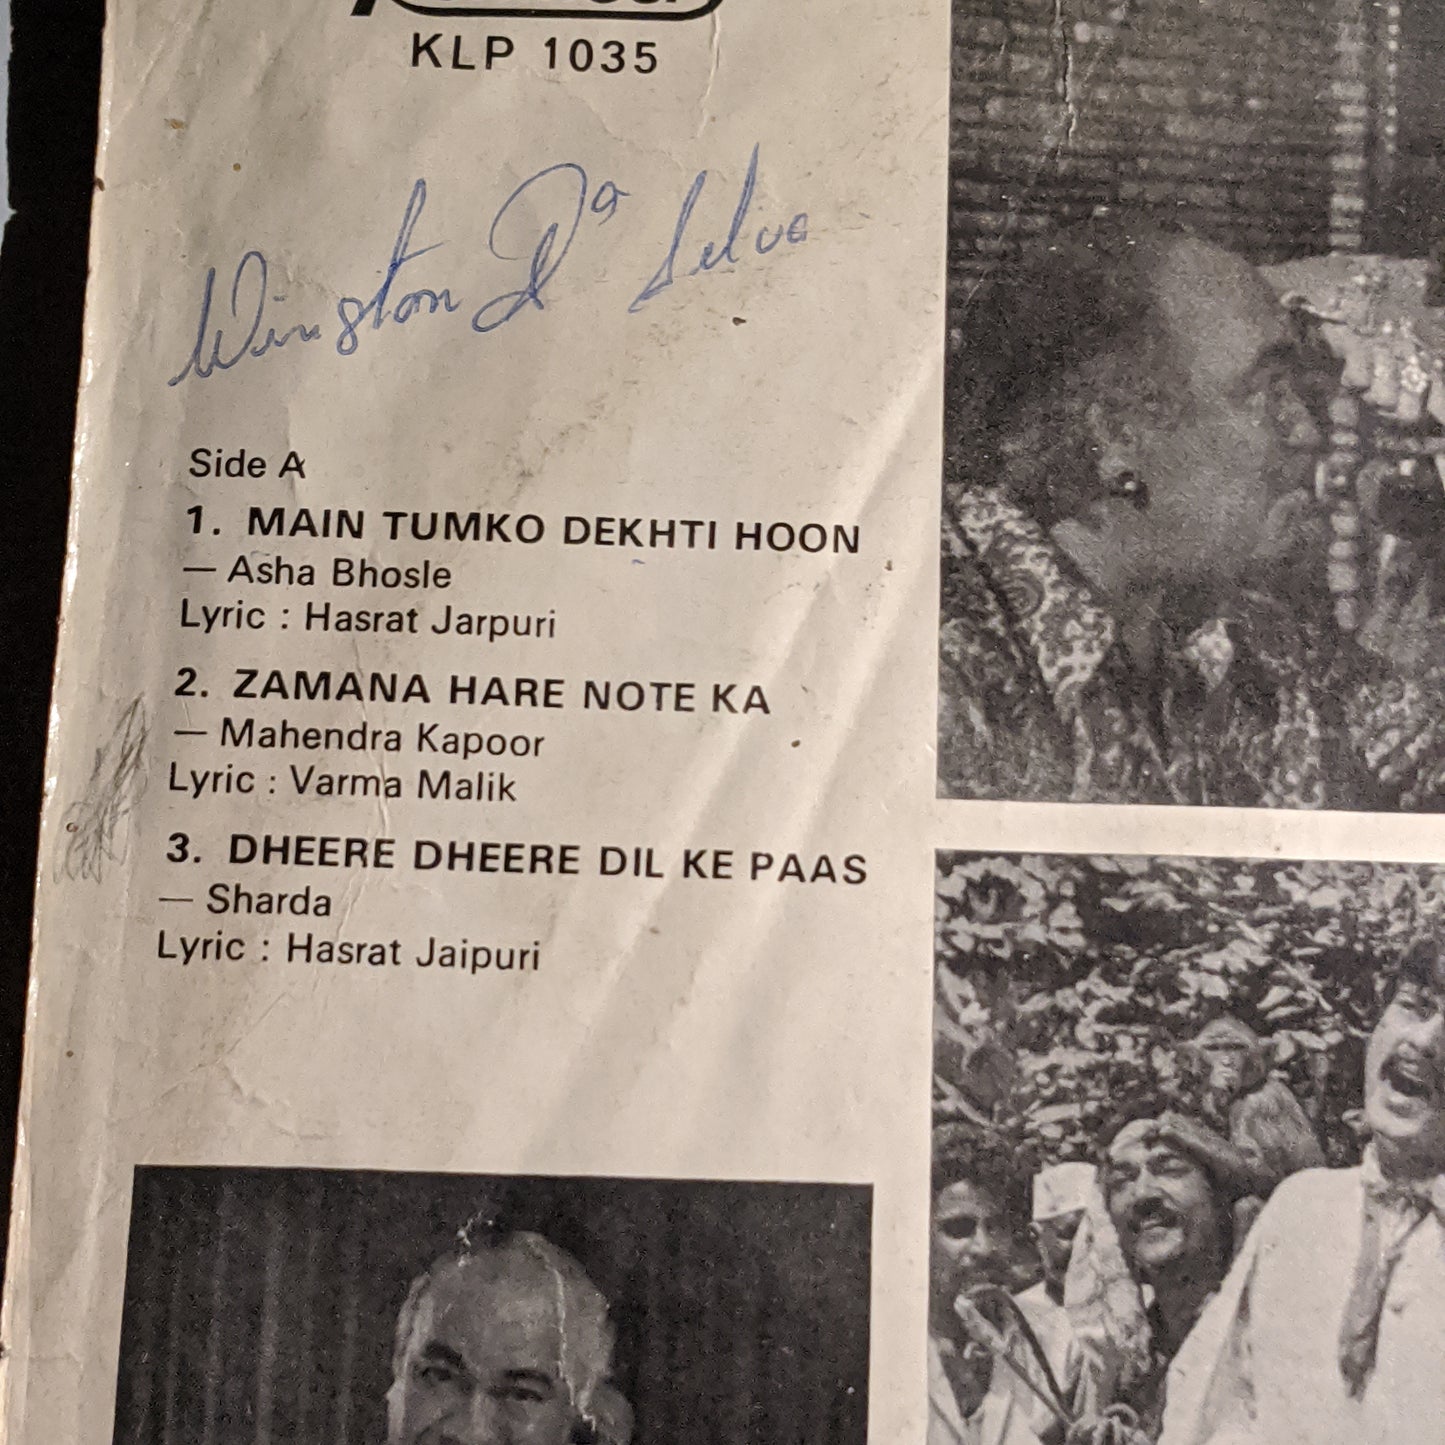 KLP 1035
Winston Da Silva
Side A
1. MAIN TUMKO DEKHTI HOON
— Asha Bhosle
Lyric : Hasrat Jarpuri
2. ZAMANA HARE NOTE KA
— Mahendra Kapoor
Lyric : Varma Malik
3. DHEERE DHEERE DIL KE PAAS
— Sharda
Lyric : Hasrat Jaipuri